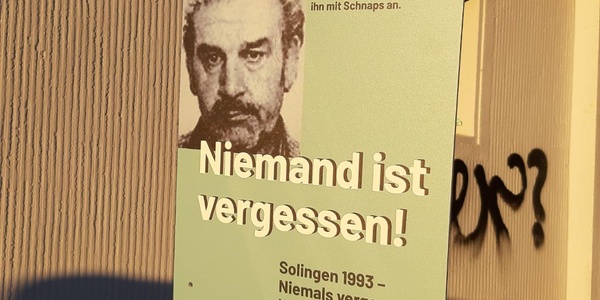 ihn mit Schnaps an.
Niemand ist
vergessen!
Solingen 1993 –
Niemals